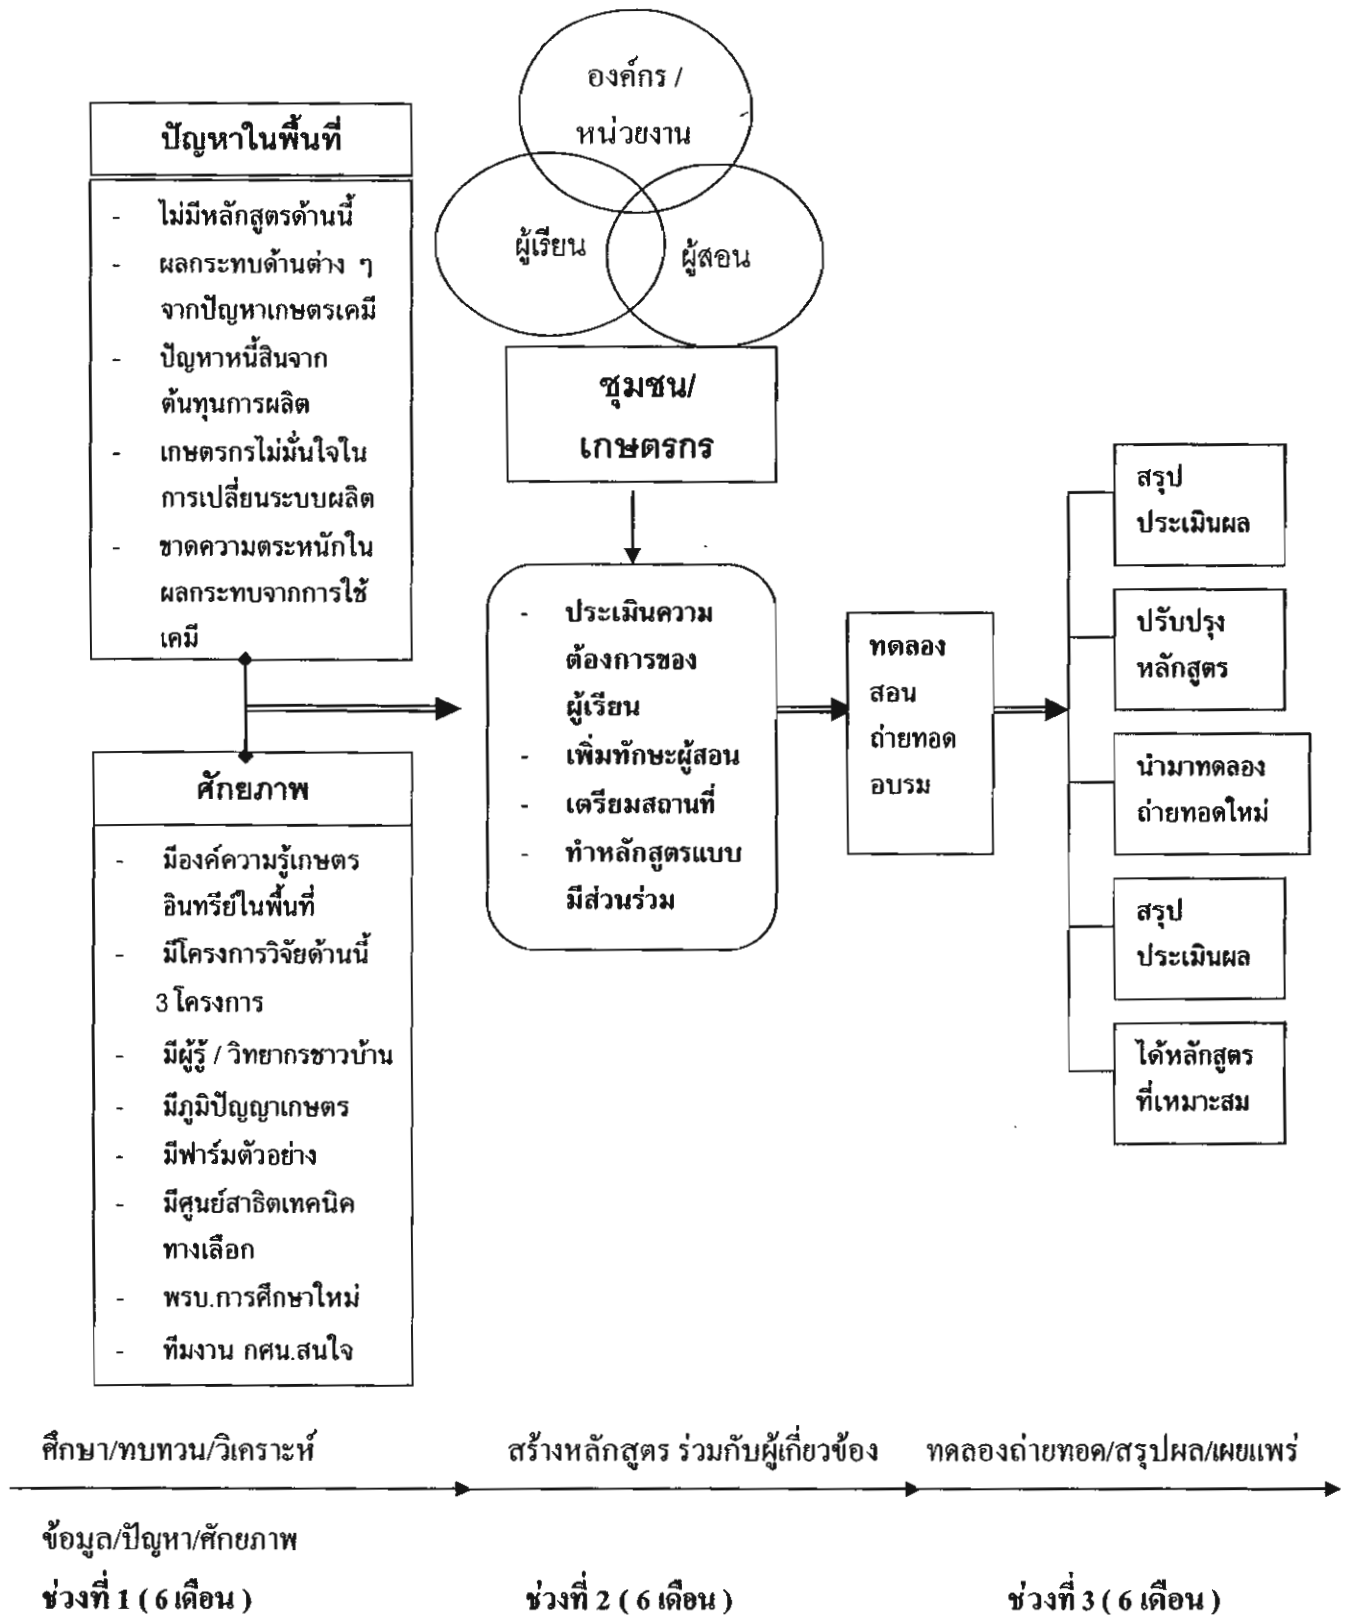 องค์กร /
หน่วยงาน
ผู้เรียน
ผู้สอน
ชุมชน/
เกษตรกร
ปัญหาในพื้นที่
- ไม่มีหลักสูตรด้านนี้
- ผลกระทบด้านต่าง ๆ
จากปัญหาเกษตรเคมี
- ปัญหาหนี้สินจาก
ต้นทุนการผลิต
- เกษตรกรไม่มั่นใจใน
การเปลี่ยนระบบผลิต
- ขาดความตระหนักใน
ผลกระทบจากการใช้
เคมี
ศักยภาพ
- มีองค์ความรู้เกษตร
อินทรีย์ในพื้นที่
- มีโครงการวิจัยด้านนี้
3 โครงการ
- มีผู้รู้ / วิทยากรชาวบ้าน
- มีภูมิปัญญาเกษตร
- มีฟาร์มตัวอย่าง
- มีศูนย์สาธิตเทคนิค
ทางเลือก
- พรบ.การศึกษาใหม่
- ทีมงาน กศน.สนใจ
- ประเมินความ
ต้องการของ
ผู้เรียน
- เพิ่มทักษะผู้สอน
- เตรียมสถานที่
- ทำหลักสูตรแบบ
มีส่วนร่วม
ทดลอง
สอน
ถ่ายทอด
อบรม
สรุป
ประเมินผล
ปรับปรุง
หลักสูตร
นำมาทดลอง
ถ่ายทอดใหม่
สรุป
ประเมินผล
ได้หลักสูตร
ที่เหมาะสม
ศึกษา/ทบทวน/วิเคราะห์
ข้อมูล/ปัญหา/ศักยภาพ
ช่วงที่ 1 ( 6 เดือน )
สร้างหลักสูตร ร่วมกับผู้เกี่ยวข้อง
ช่วงที่ 2 ( 6 เดือน )
ทดลองถ่ายทอด/สรุปผล/เผยแพร่
ช่วงที่ 3 ( 6 เดือน )